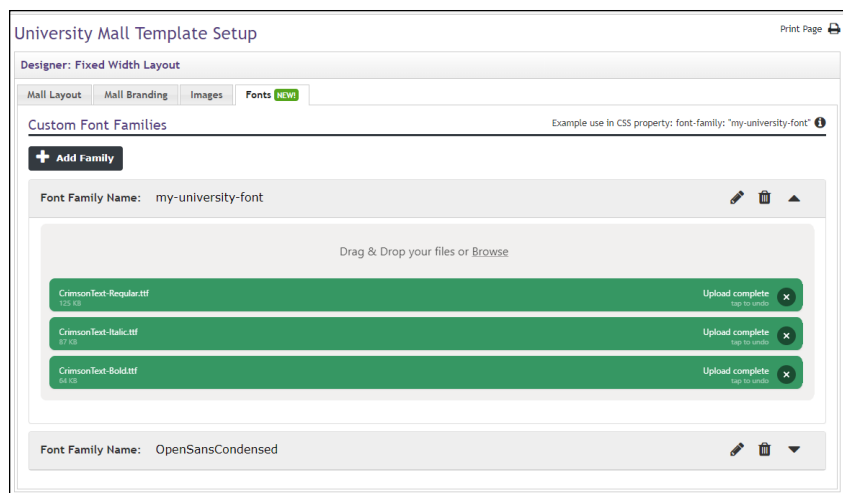 University Mall Template Setup
Print Page
Designer: Fixed Width Layout
Mall Layout Mall Branding Images Fonts NEW!
Custom Font Families
Example use in CSS property: font-family: "my-university-font"
Add Family
Font Family Name: my-university-font
Drag & Drop your files or Browse
CrimsonText-Regular.ttf
Upload complete
125 KB
tap to undo
CrimsonText-Italic.ttf
Upload complete
87 KB
tap to undo
CrimsonText-Bold.ttf
Upload complete
64 KB
tap to undo
Font Family Name: OpenSansCondensed